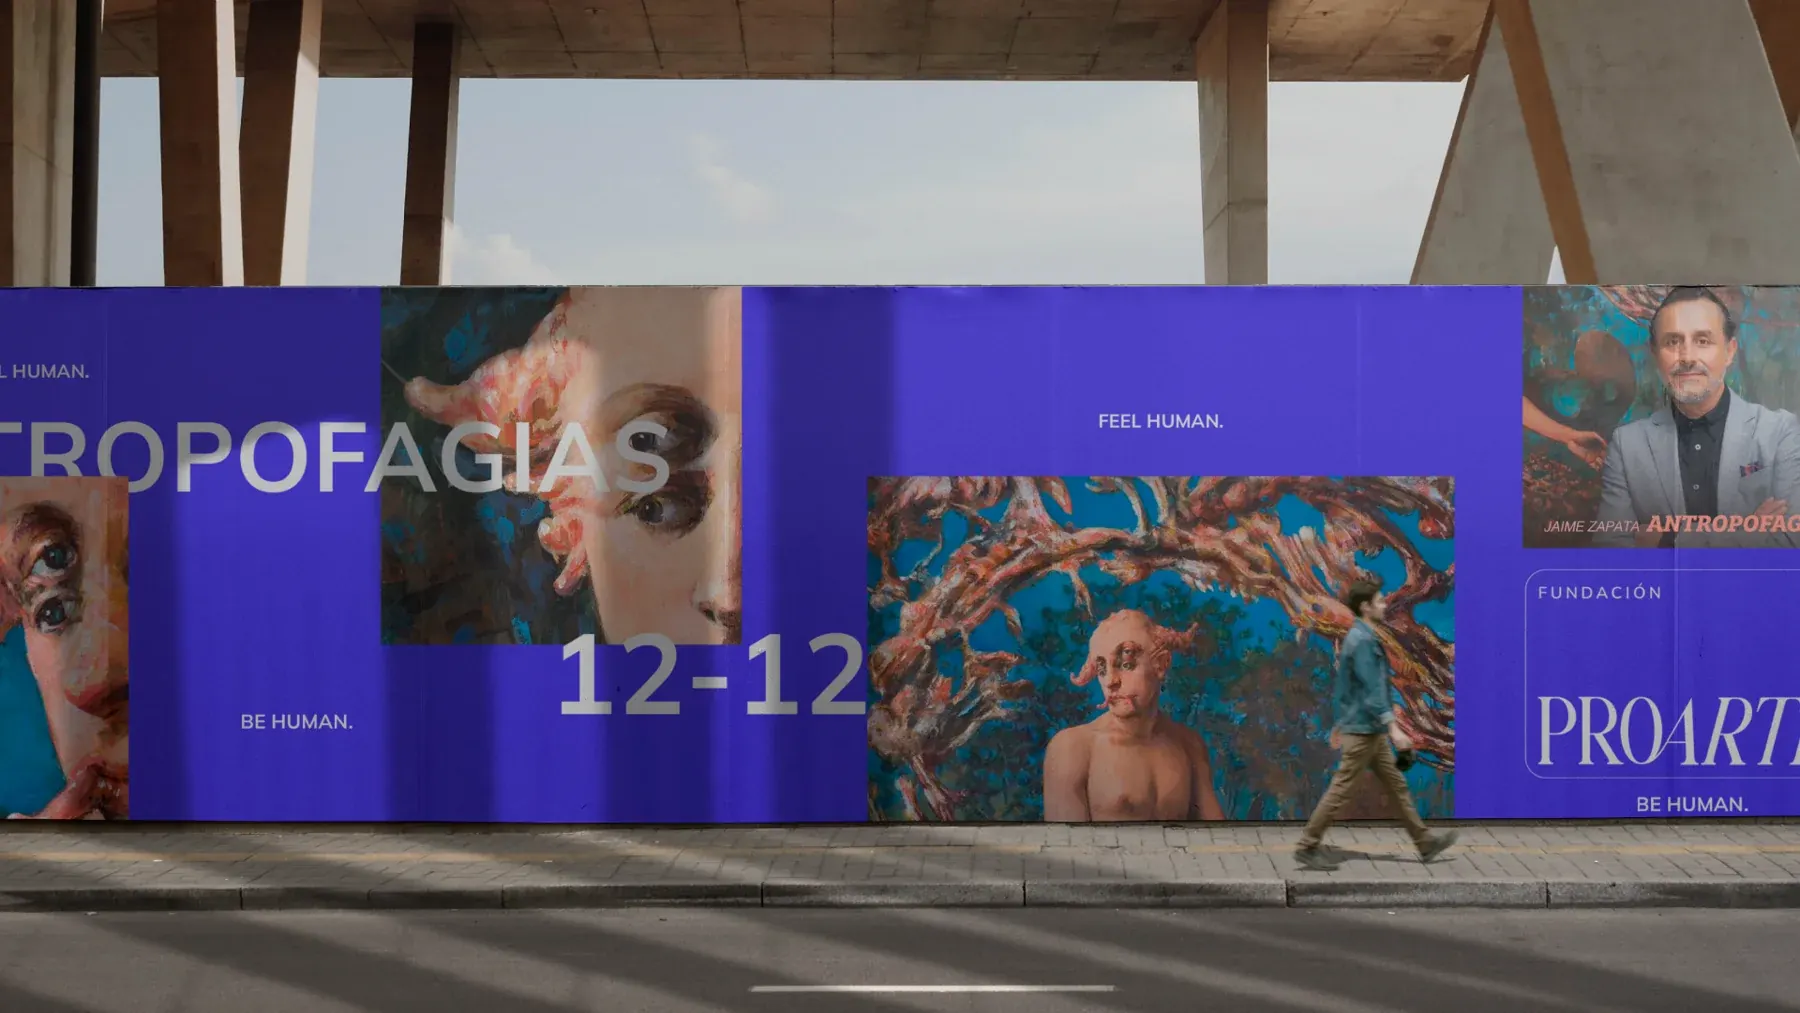 L HUMAN.
TROPOFAGIAS
BE HUMAN.
12-12
FEEL HUMAN.
JAIME ZAPATA ANTROPOFAG
FUNDACIÓN
PROART
BE HUMAN.